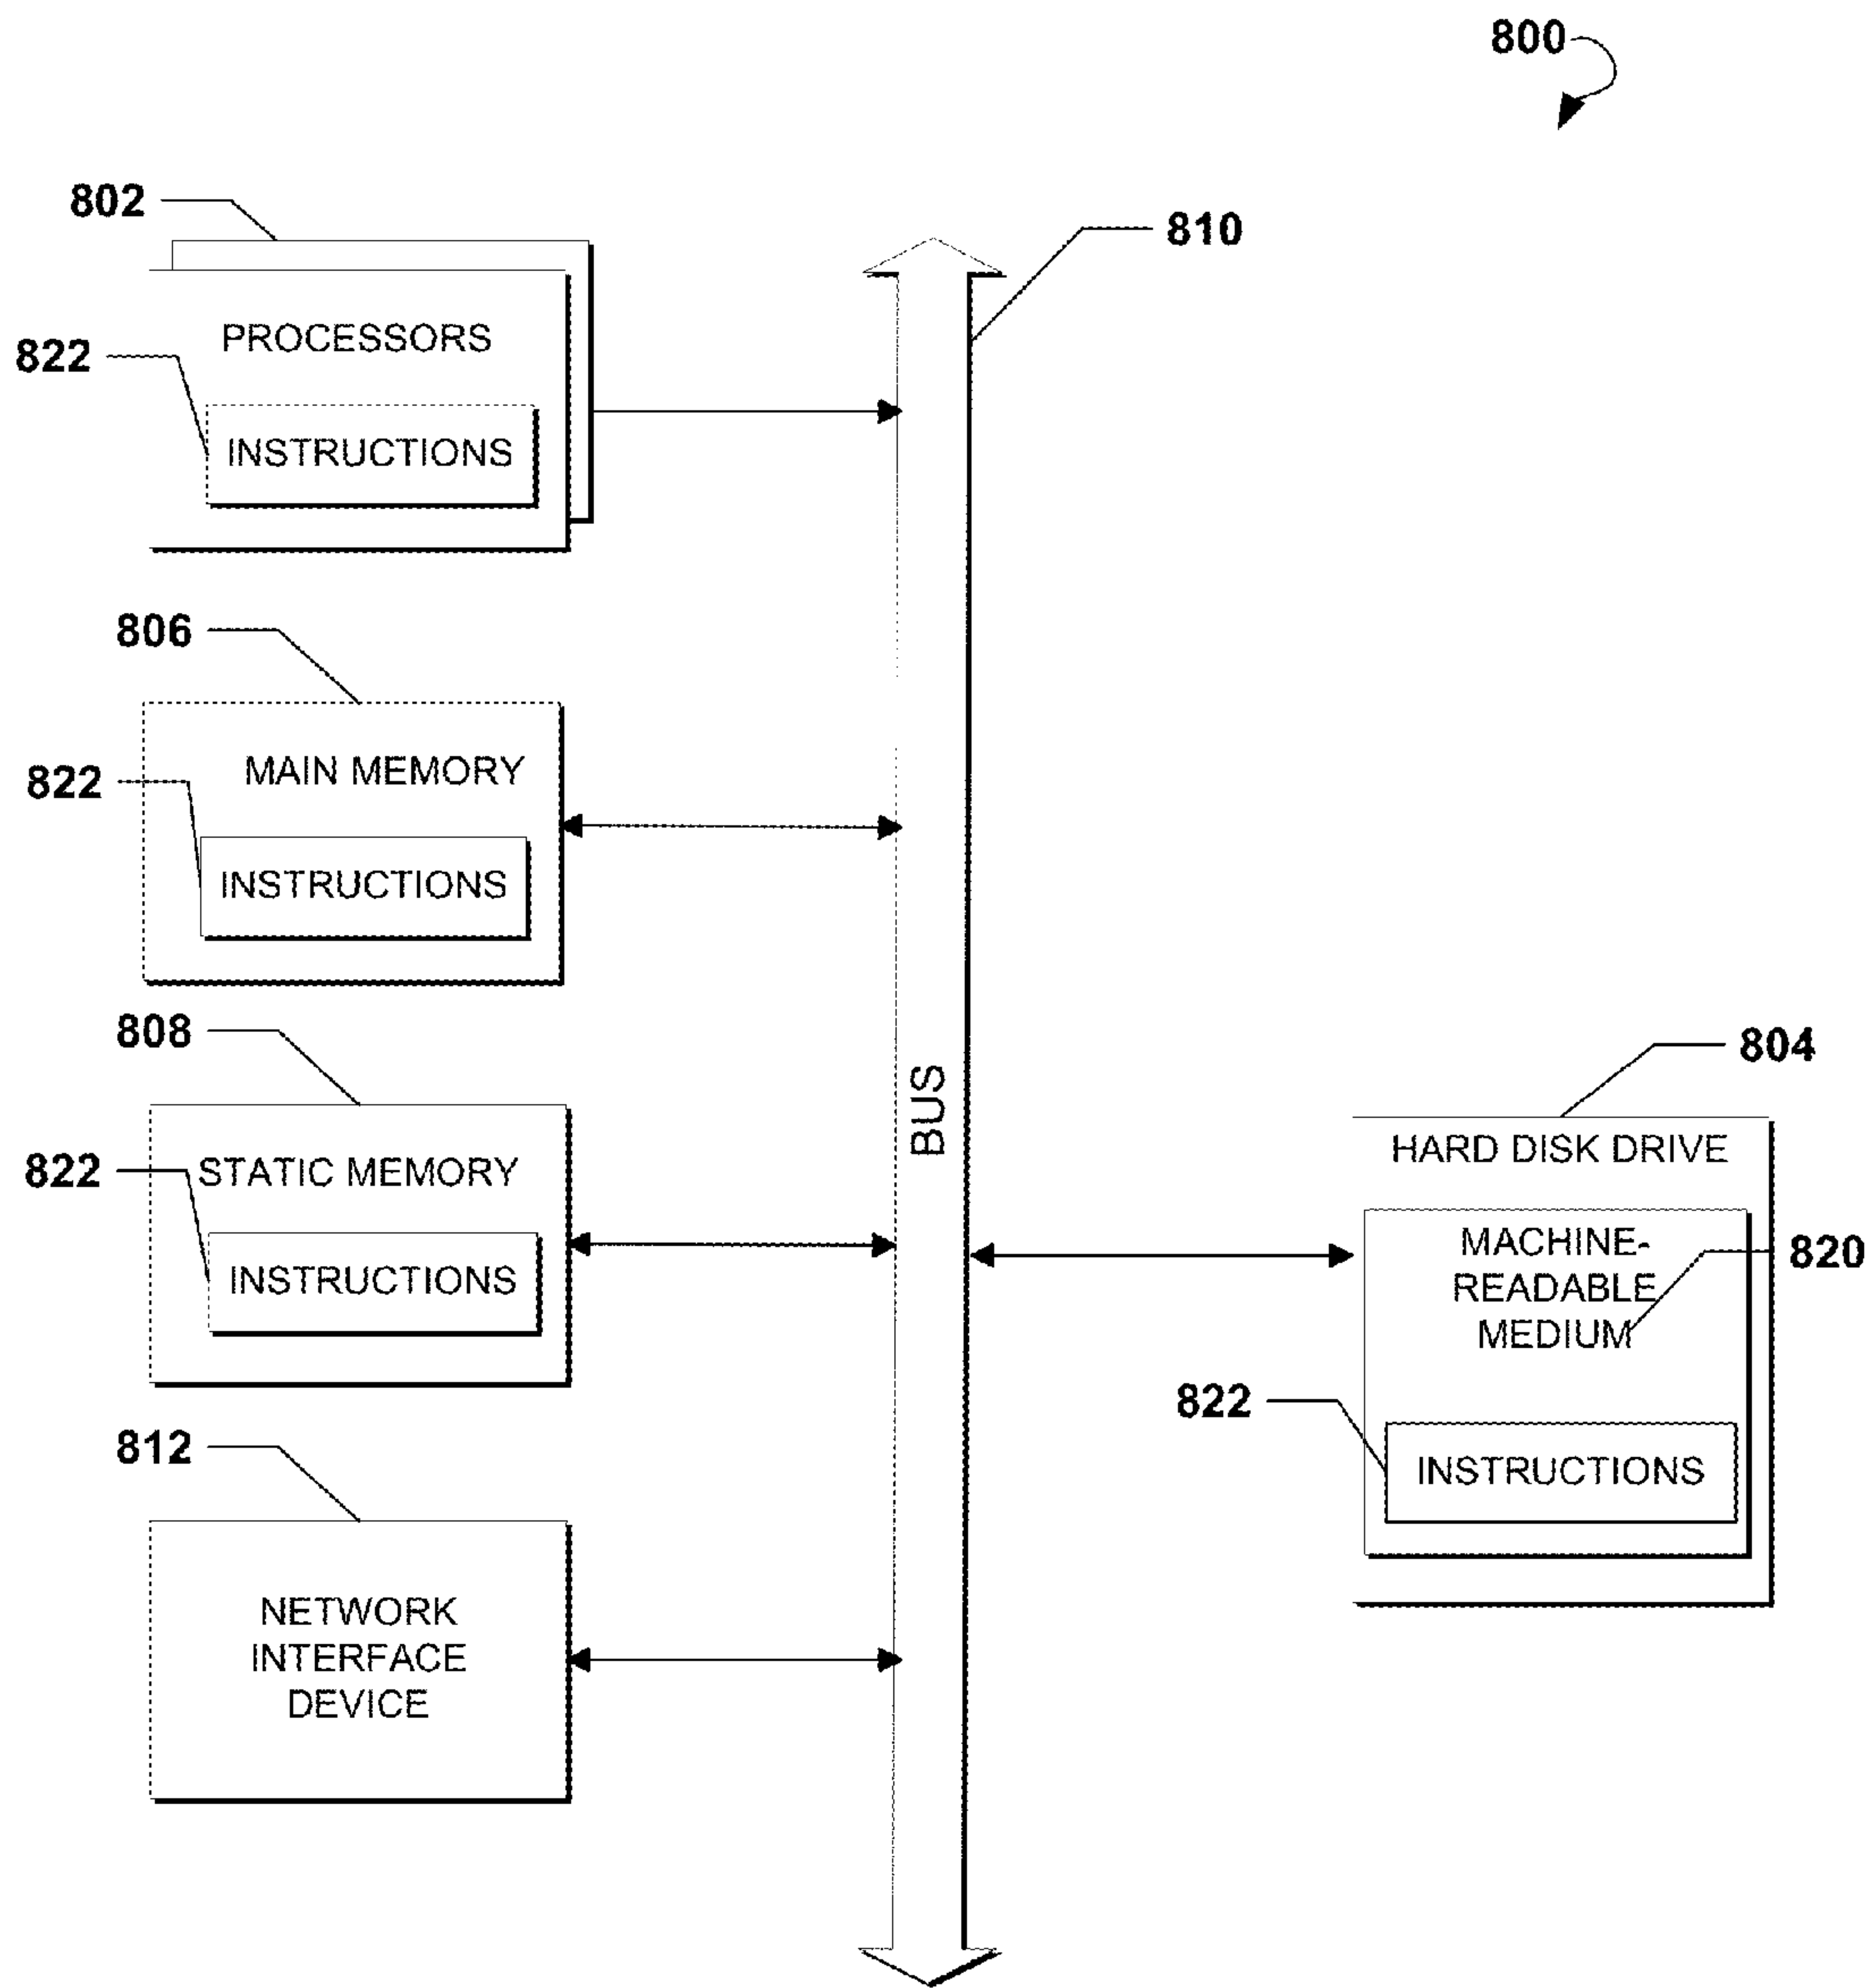 800
802
810
PROCESSORS
822
INSTRUCTIONS
806
MAIN MEMORY
822
INSTRUCTIONS
808
STATIC MEMORY
822
INSTRUCTIONS
BUS
804
HARD DISK DRIVE
MACHINE-
READABLE
MEDIUM
820
822
INSTRUCTIONS
812
NETWORK
INTERFACE
DEVICE